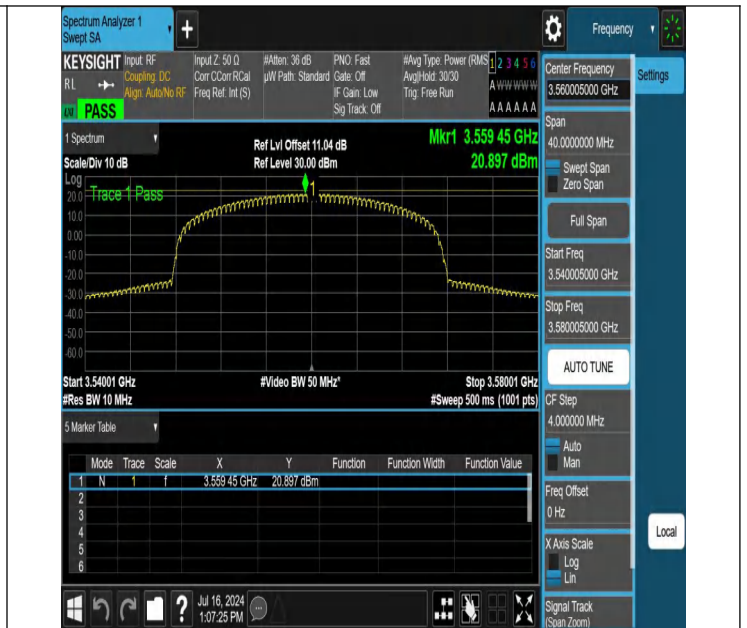 Spectrum Analyzer 1
Swept SA
+
Frequency
KEYSIGHT
RL
PASS
Input: RF
Coupling: DC
Align: Auto/No RF
Input Z: 50 Ω
Corr CCorr RCal
Freq Ref: Int (S)
#Atten: 36 dB
µW Path: Standard
PNO: Fast
Gate: Off
IF Gain: Low
Sig Track: Off
#Avg Type: Power (RMS
Avg|Hold: 30/30
Trig: Free Run
1 2 3 4 5 6
A W W W W W
A A A A A A
Center Frequency
3.560005000 GHz
Settings
Span
40.0000000 MHz
Swept Span
Zero Span
Full Span
Start Freq
3.540005000 GHz
Stop Freq
3.580005000 GHz
AUTO TUNE
CF Step
4.000000 MHz
Auto
Man
Freq Offset
0 Hz
X Axis Scale
Log
Lin
Signal Track
(Span Zoom)
Local
1 Spectrum
Scale/Div 10 dB
Ref Lvl Offset 11.04 dB
Ref Level 30.00 dBm
Mkr1 3.559 45 GHz
20.897 dBm
Log
Trace 1 Pass
1
20.0
10.0
0.00
-10.0
-20.0
-30.0
-40.0
-50.0
-60.0
Start 3.54001 GHz
#Res BW 10 MHz
#Video BW 50 MHz*
Stop 3.58001 GHz
#Sweep 500 ms (1001 pts)
5 Marker Table
Mode Trace Scale X Y Function Function Width Function Value
1 N 1 f 3.559 45 GHz 20.897 dBm
2
3
4
5
6
?
Jul 16, 2024
1:07:25 PM